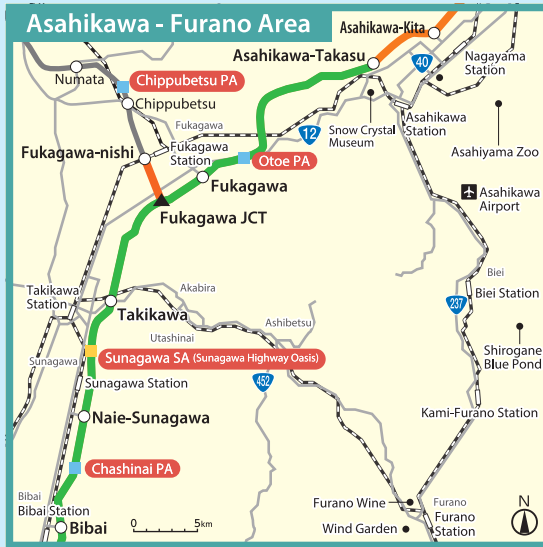 Asahikawa - Furano Area
Asahikawa-Kita
Asahikawa-Takasu
40
Nagayama
Station
Numata
Chippubetsu PA
Chippubetsu
Fukagawa
12
Snow Crystal
Museum
Asahikawa
Station
Asahiyama Zoo
Fukagawa-nishi
Fukagawa
Station
Otoe PA
Fukagawa
Asahikawa
Airport
Fukagawa JCT
Takikawa
Station
Akabira
Biei
Biei Station
237
Takikawa
Ashibetsu
Utashinai
Shirogane
Blue Pond
Sunagawa
Sunagawa SA (Sunagawa Highway Oasis)
Sunagawa Station
452
Kami-Furano Station
Naie-Sunagawa
Chashinai PA
Bibai
Bibai Station
Furano Wine
Furano
Furano
Station
N
Bibai
0
5km
Wind Garden